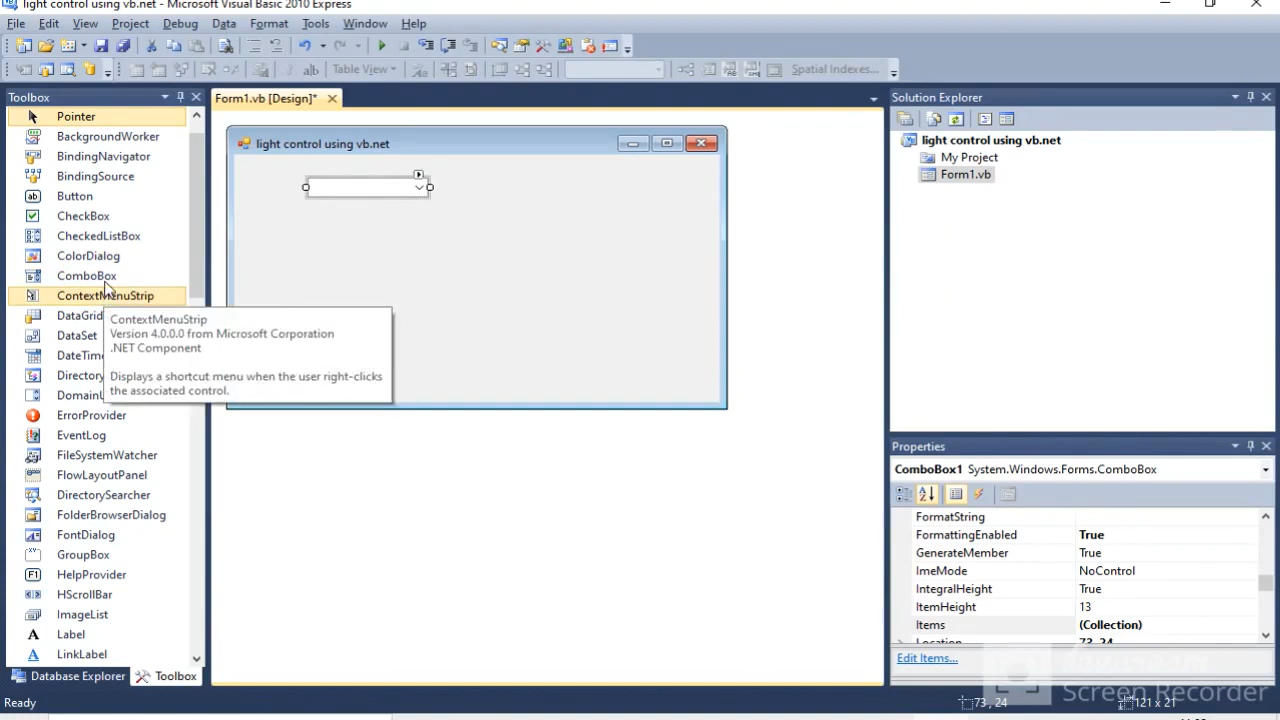 light control using vb.net - Microsoft Visual Basic 2010 Express
File Edit View Project Debug Format Tools Data Window Help
Table View
Spatial Indexes...
Toolbox
Pointer
BackgroundWorker
BindingNavigator
BindingSource
Button
CheckBox
CheckedListBox
ColorDialog
ComboBox
ContextMenuStrip
DataGrid
DataSet
DateTime
Directory
DomainU
ErrorProvider
EventLog
FileSystemWatcher
FlowLayoutPanel
DirectorySearcher
FolderBrowserDialog
FontDialog
GroupBox
HelpProvider
HScrollBar
ImageList
Label
LinkLabel
Database Explorer
Toolbox
ContextMenuStrip
Version 4.0.0.0 from Microsoft Corporation
.NET Component
Displays a shortcut menu when the user right-clicks
the associated control.
Form1.vb [Design]*
light control using vb.net
Solution Explorer
light control using vb.net
My Project
Form1.vb
Properties
ComboBox1 System.Windows.Forms.ComboBox
FormatString
FormattingEnabled True
GenerateMember True
ImeMode NoControl
IntegralHeight True
ItemHeight 13
Items (Collection)
Location 73, 24
Edit Items...
Screen Recorder
Ready
73 , 24
121 x 21